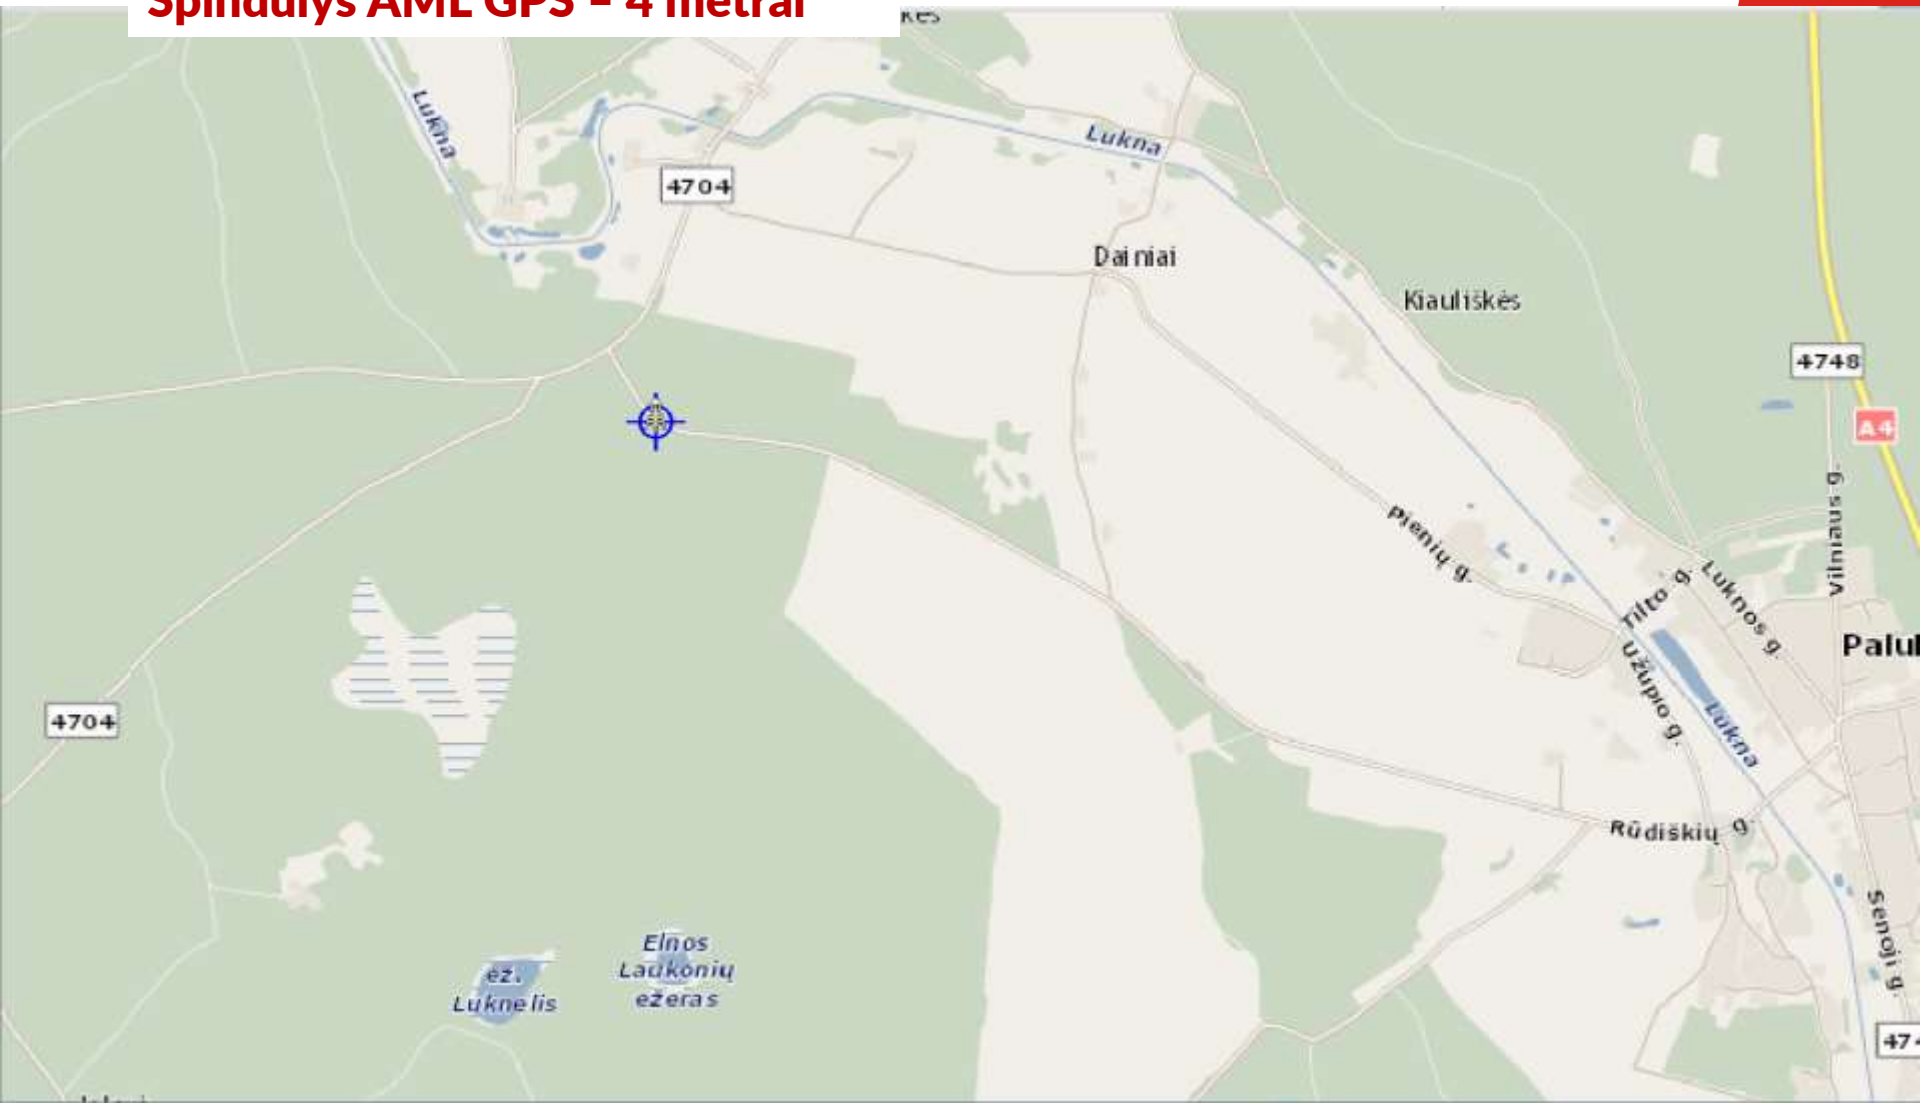 Spindulys AML GPS – 4 metrai
Lukna
Lukna
4704
Dainiai
Kiauliškės
4748
A4
Vilniaus g.
Pienių g.
Tilto g.
Luknos g.
Užupio g.
Lukna
4704
Rūdiškių g.
Senoji g.
Elnos
Laukonių
ežeras
ež.
Luknelis